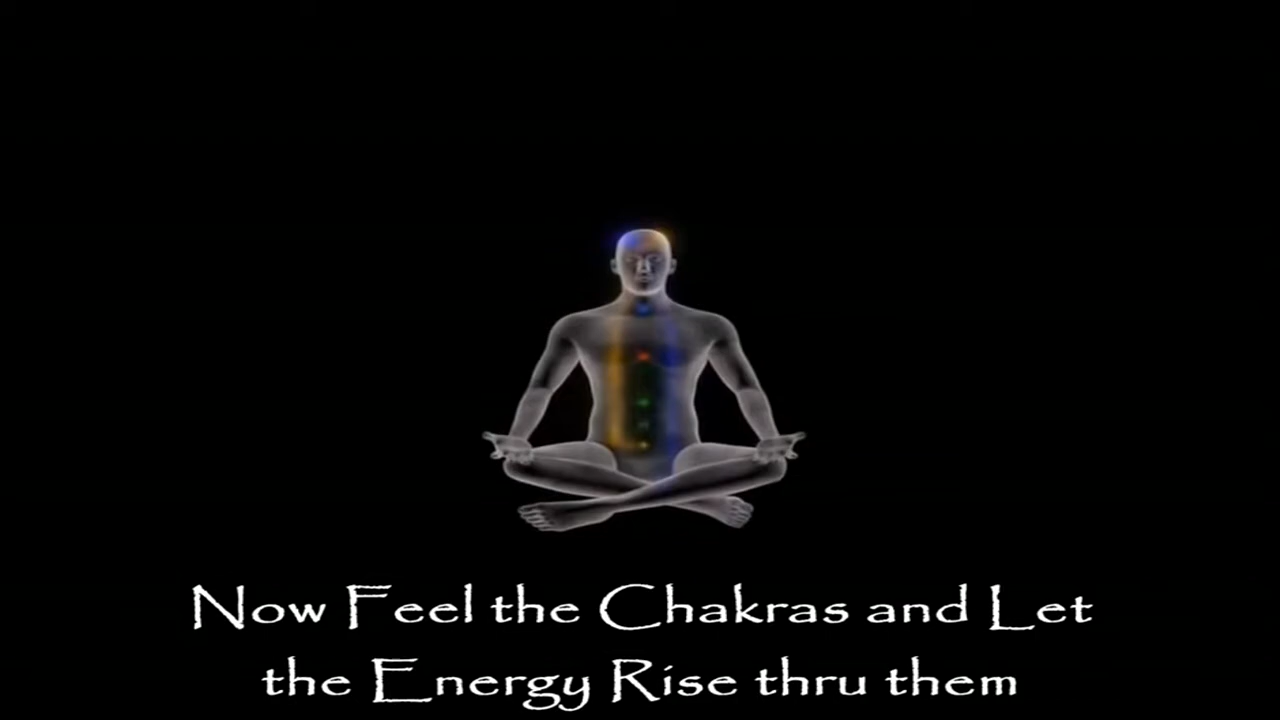 Now Feel the Chakras and Let
the Energy Rise thru them